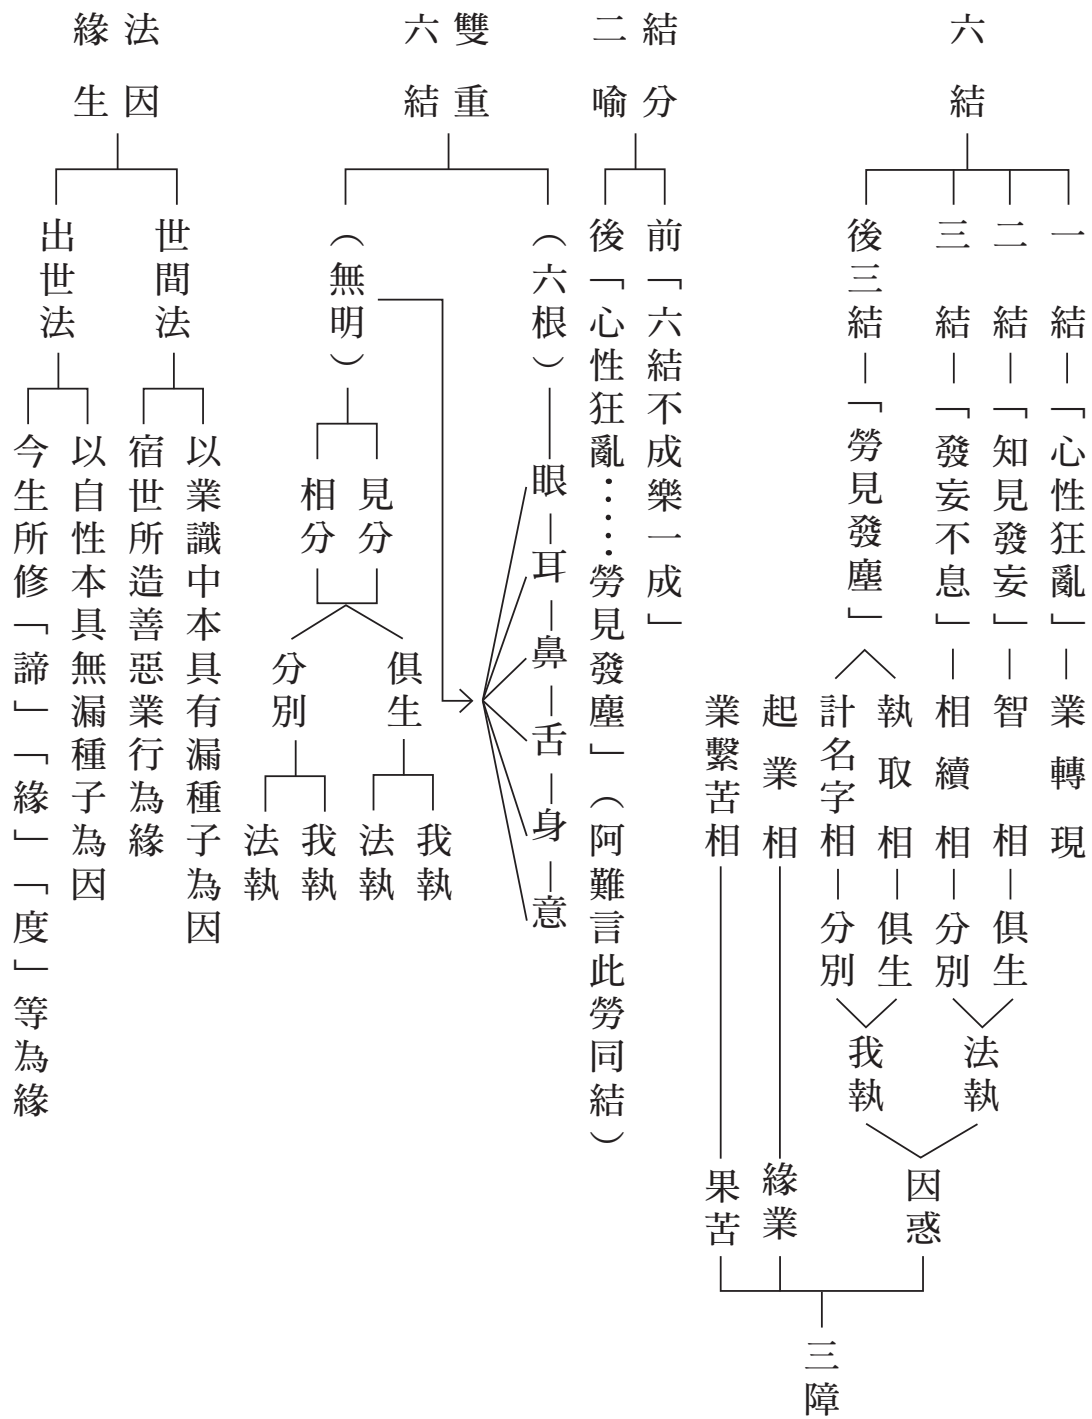 六結
一結
「心性狂亂」
業轉現
二結
「知見發妄」
智相
俱生
三結
「發妄不息」
相續相
分別
法執
後三結
「勞見發塵」
執取相
俱生
計名字相
分別
我執
因惑
起業相
緣業
業繫苦相
果苦
三障
結分
二喻
前「六結不成樂一成」
後「心性狂亂……勞見發塵」（阿難言此勞同結）
雙重
六結
（六根）
眼
耳
鼻
舌
身
意
（無明）
見分
相分
俱生
我執
法執
分別
我執
法執
法因
緣生
世間法
以業識中本具有漏種子為因
宿世所造善惡業行為緣
出世法
以自性本具無漏種子為因
今生所修「諦」「緣」「度」等為緣